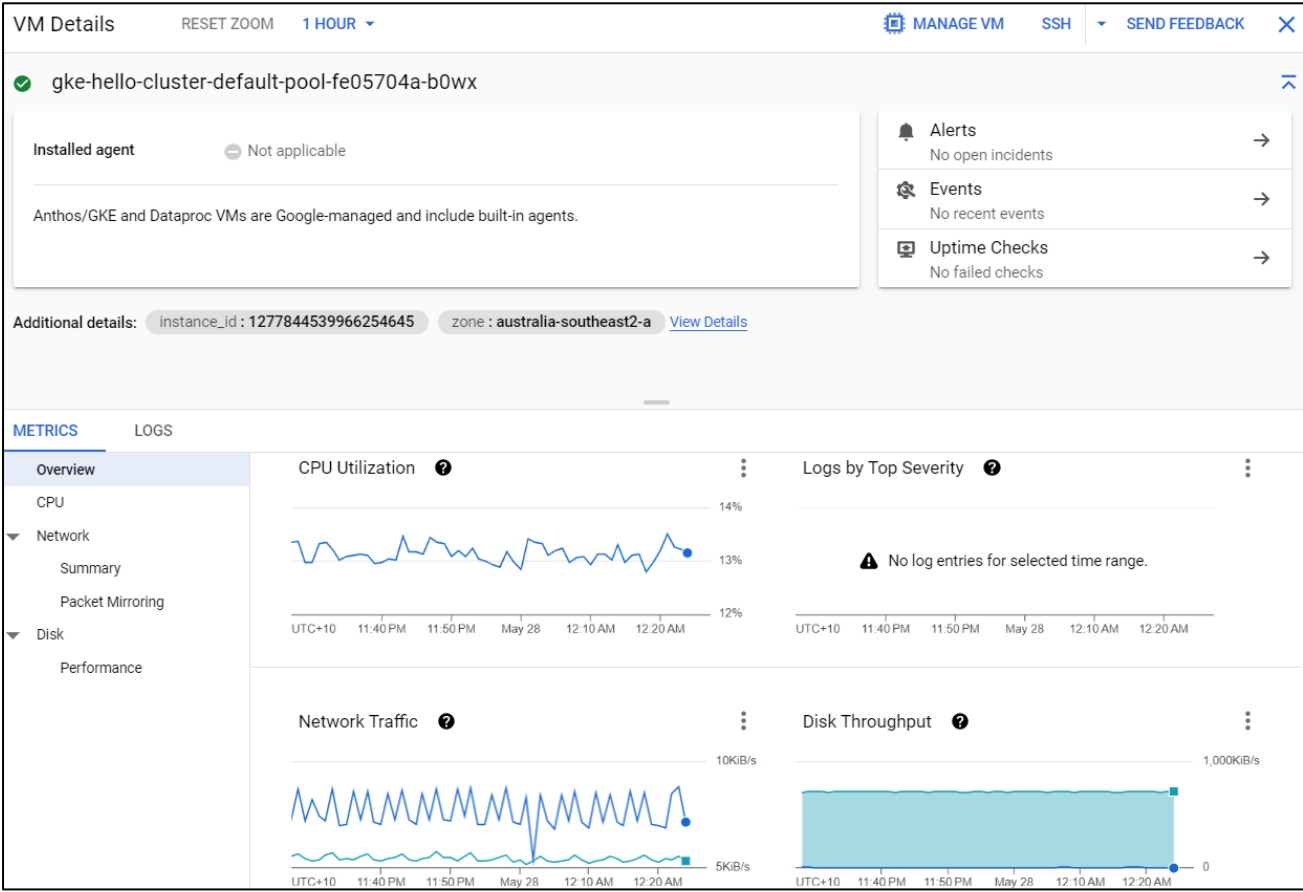 VM Details RESET ZOOM 1 HOUR MANAGE VM SSH SEND FEEDBACK
gke-hello-cluster-default-pool-fe05704a-b0wx
Installed agent Not applicable
Anthos/GKE and Dataproc VMs are Google-managed and include built-in agents.
Alerts
No open incidents
Events
No recent events
Uptime Checks
No failed checks
Additional details: instance_id : 1277844539966254645 zone : australia-southeast2-a View Details
METRICS LOGS
Overview
CPU
Network
Summary
Packet Mirroring
Disk
Performance
CPU Utilization
14%
13%
12%
UTC+10 11:40 PM 11:50 PM May 28 12:10 AM 12:20 AM
Logs by Top Severity
No log entries for selected time range.
UTC+10 11:40 PM 11:50 PM May 28 12:10 AM 12:20 AM
Network Traffic
10KiB/s
5KiB/s
UTC+10 11:40 PM 11:50 PM May 28 12:10 AM 12:20 AM
Disk Throughput
1,000KiB/s
0
UTC+10 11:40 PM 11:50 PM May 28 12:10 AM 12:20 AM